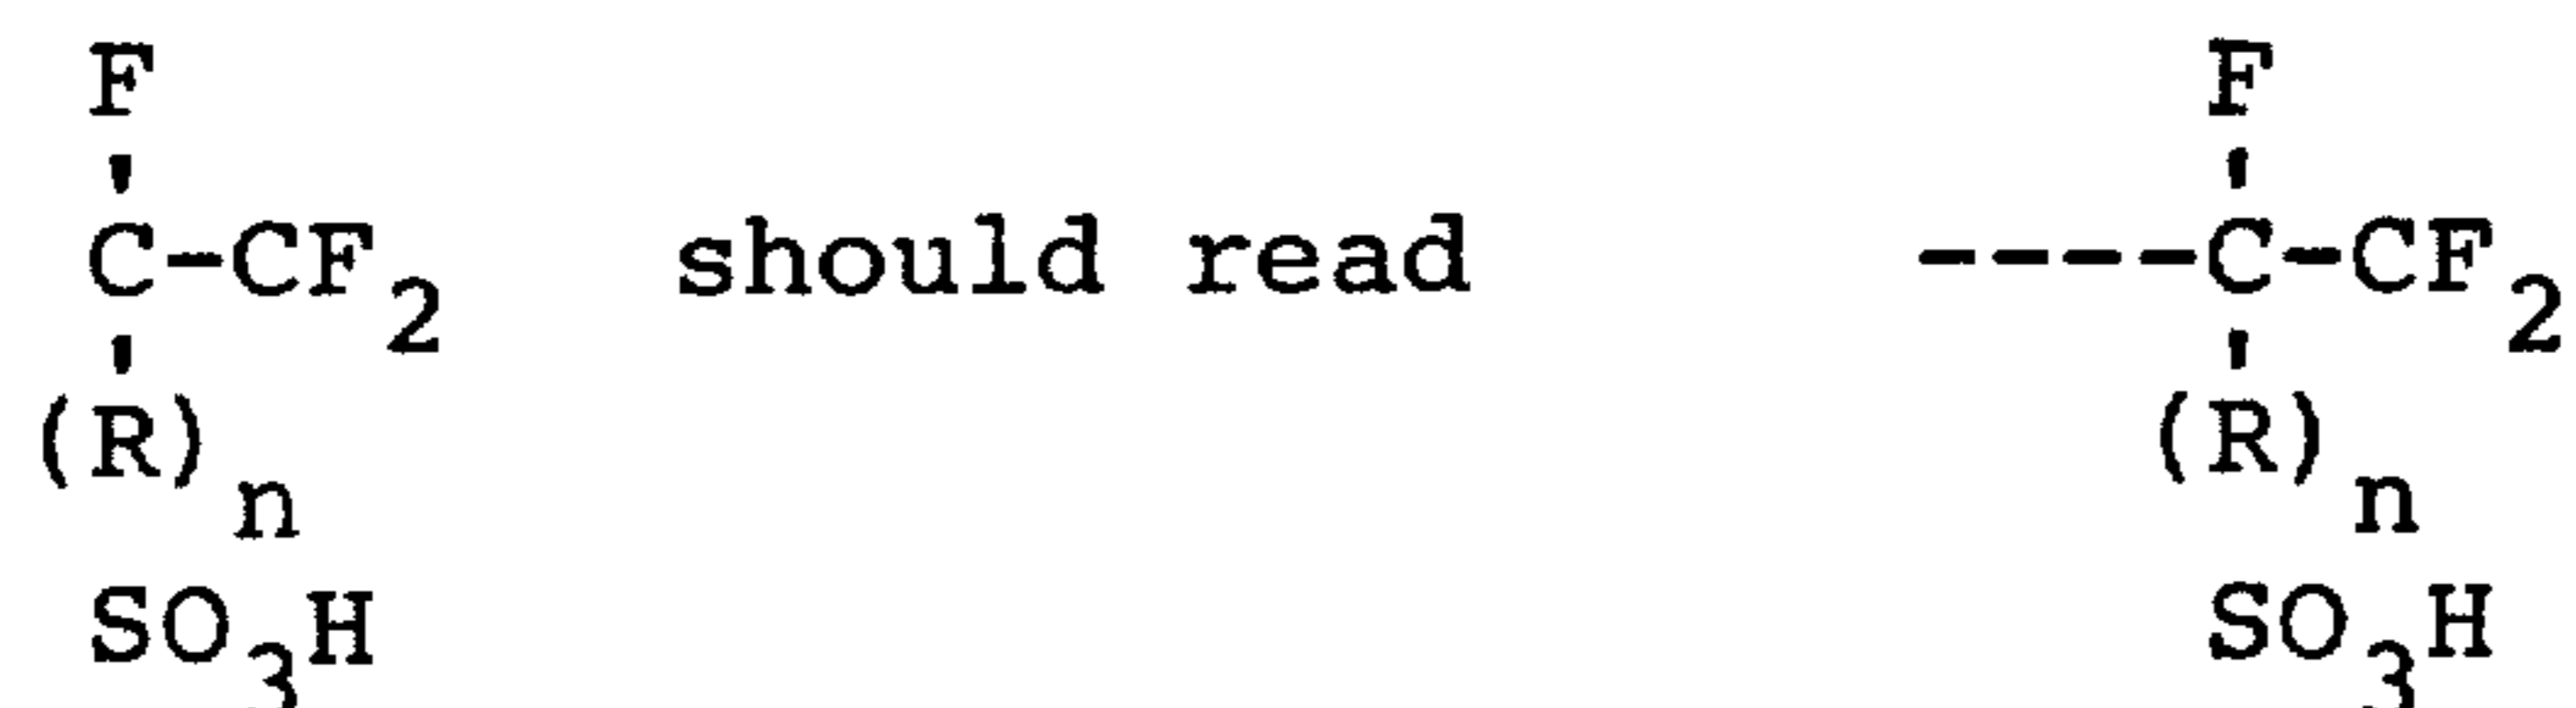 F F
' '
C-CF2 should read ----C-CF2
' '
(R)n (R)n
SO3H SO3H